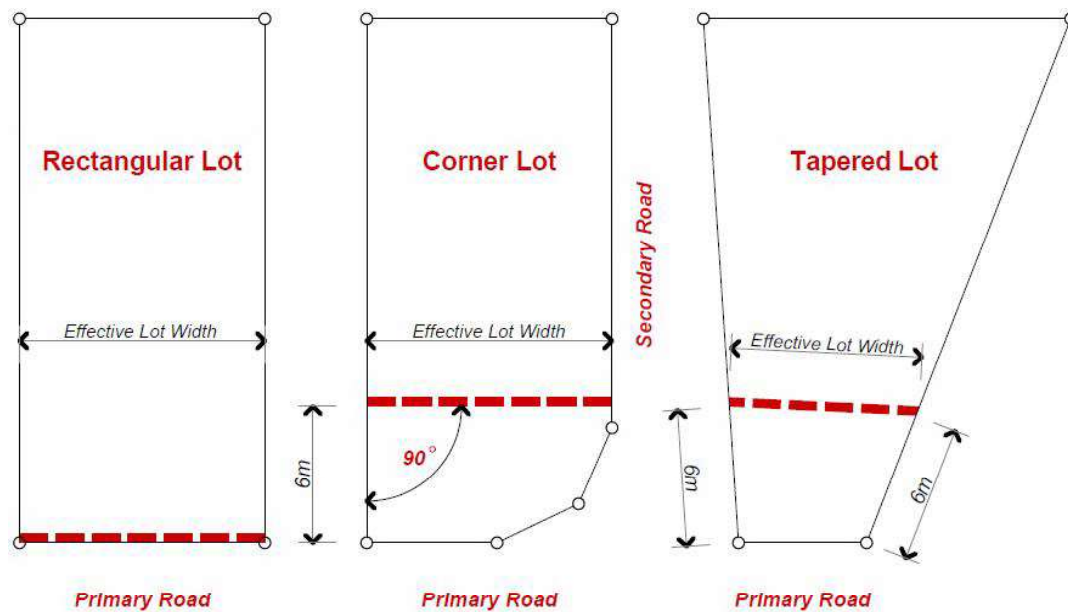 Rectangular Lot
Corner Lot
Tapered Lot
Secondary Road
Effective Lot Width
Effective Lot Width
Effective Lot Width
90°
6m
6m
6m
Primary Road
Primary Road
Primary Road